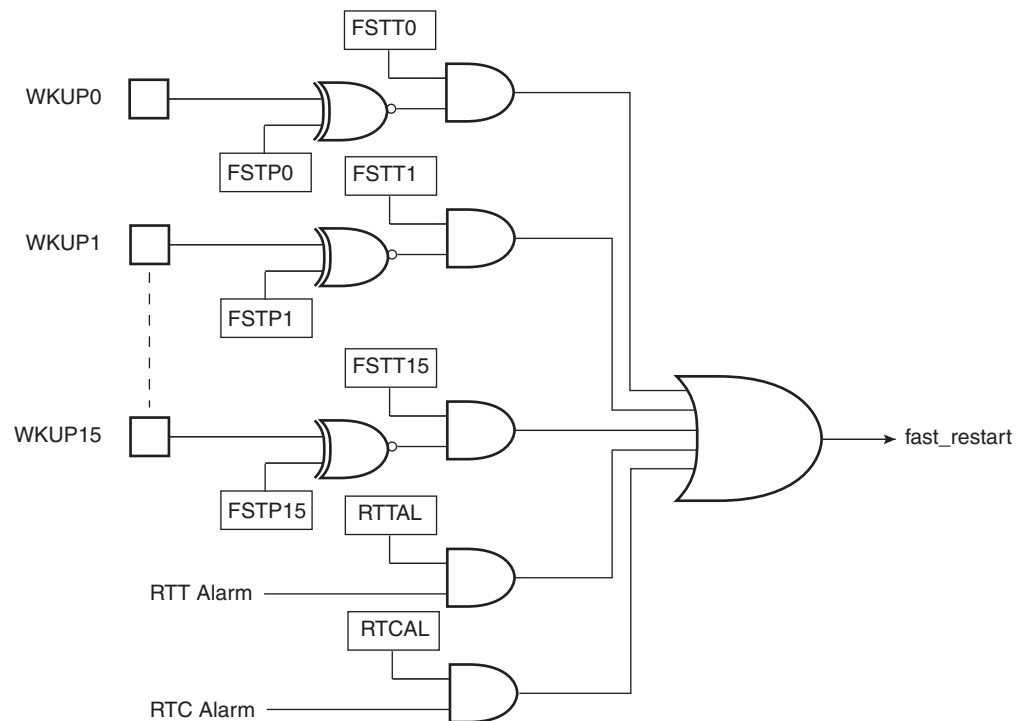 FSTT0
WKUP0
FSTP0
FSTT1
WKUP1
FSTP1
FSTT15
WKUP15
fast_restart
FSTP15
RTTAL
RTT Alarm
RTCAL
RTC Alarm